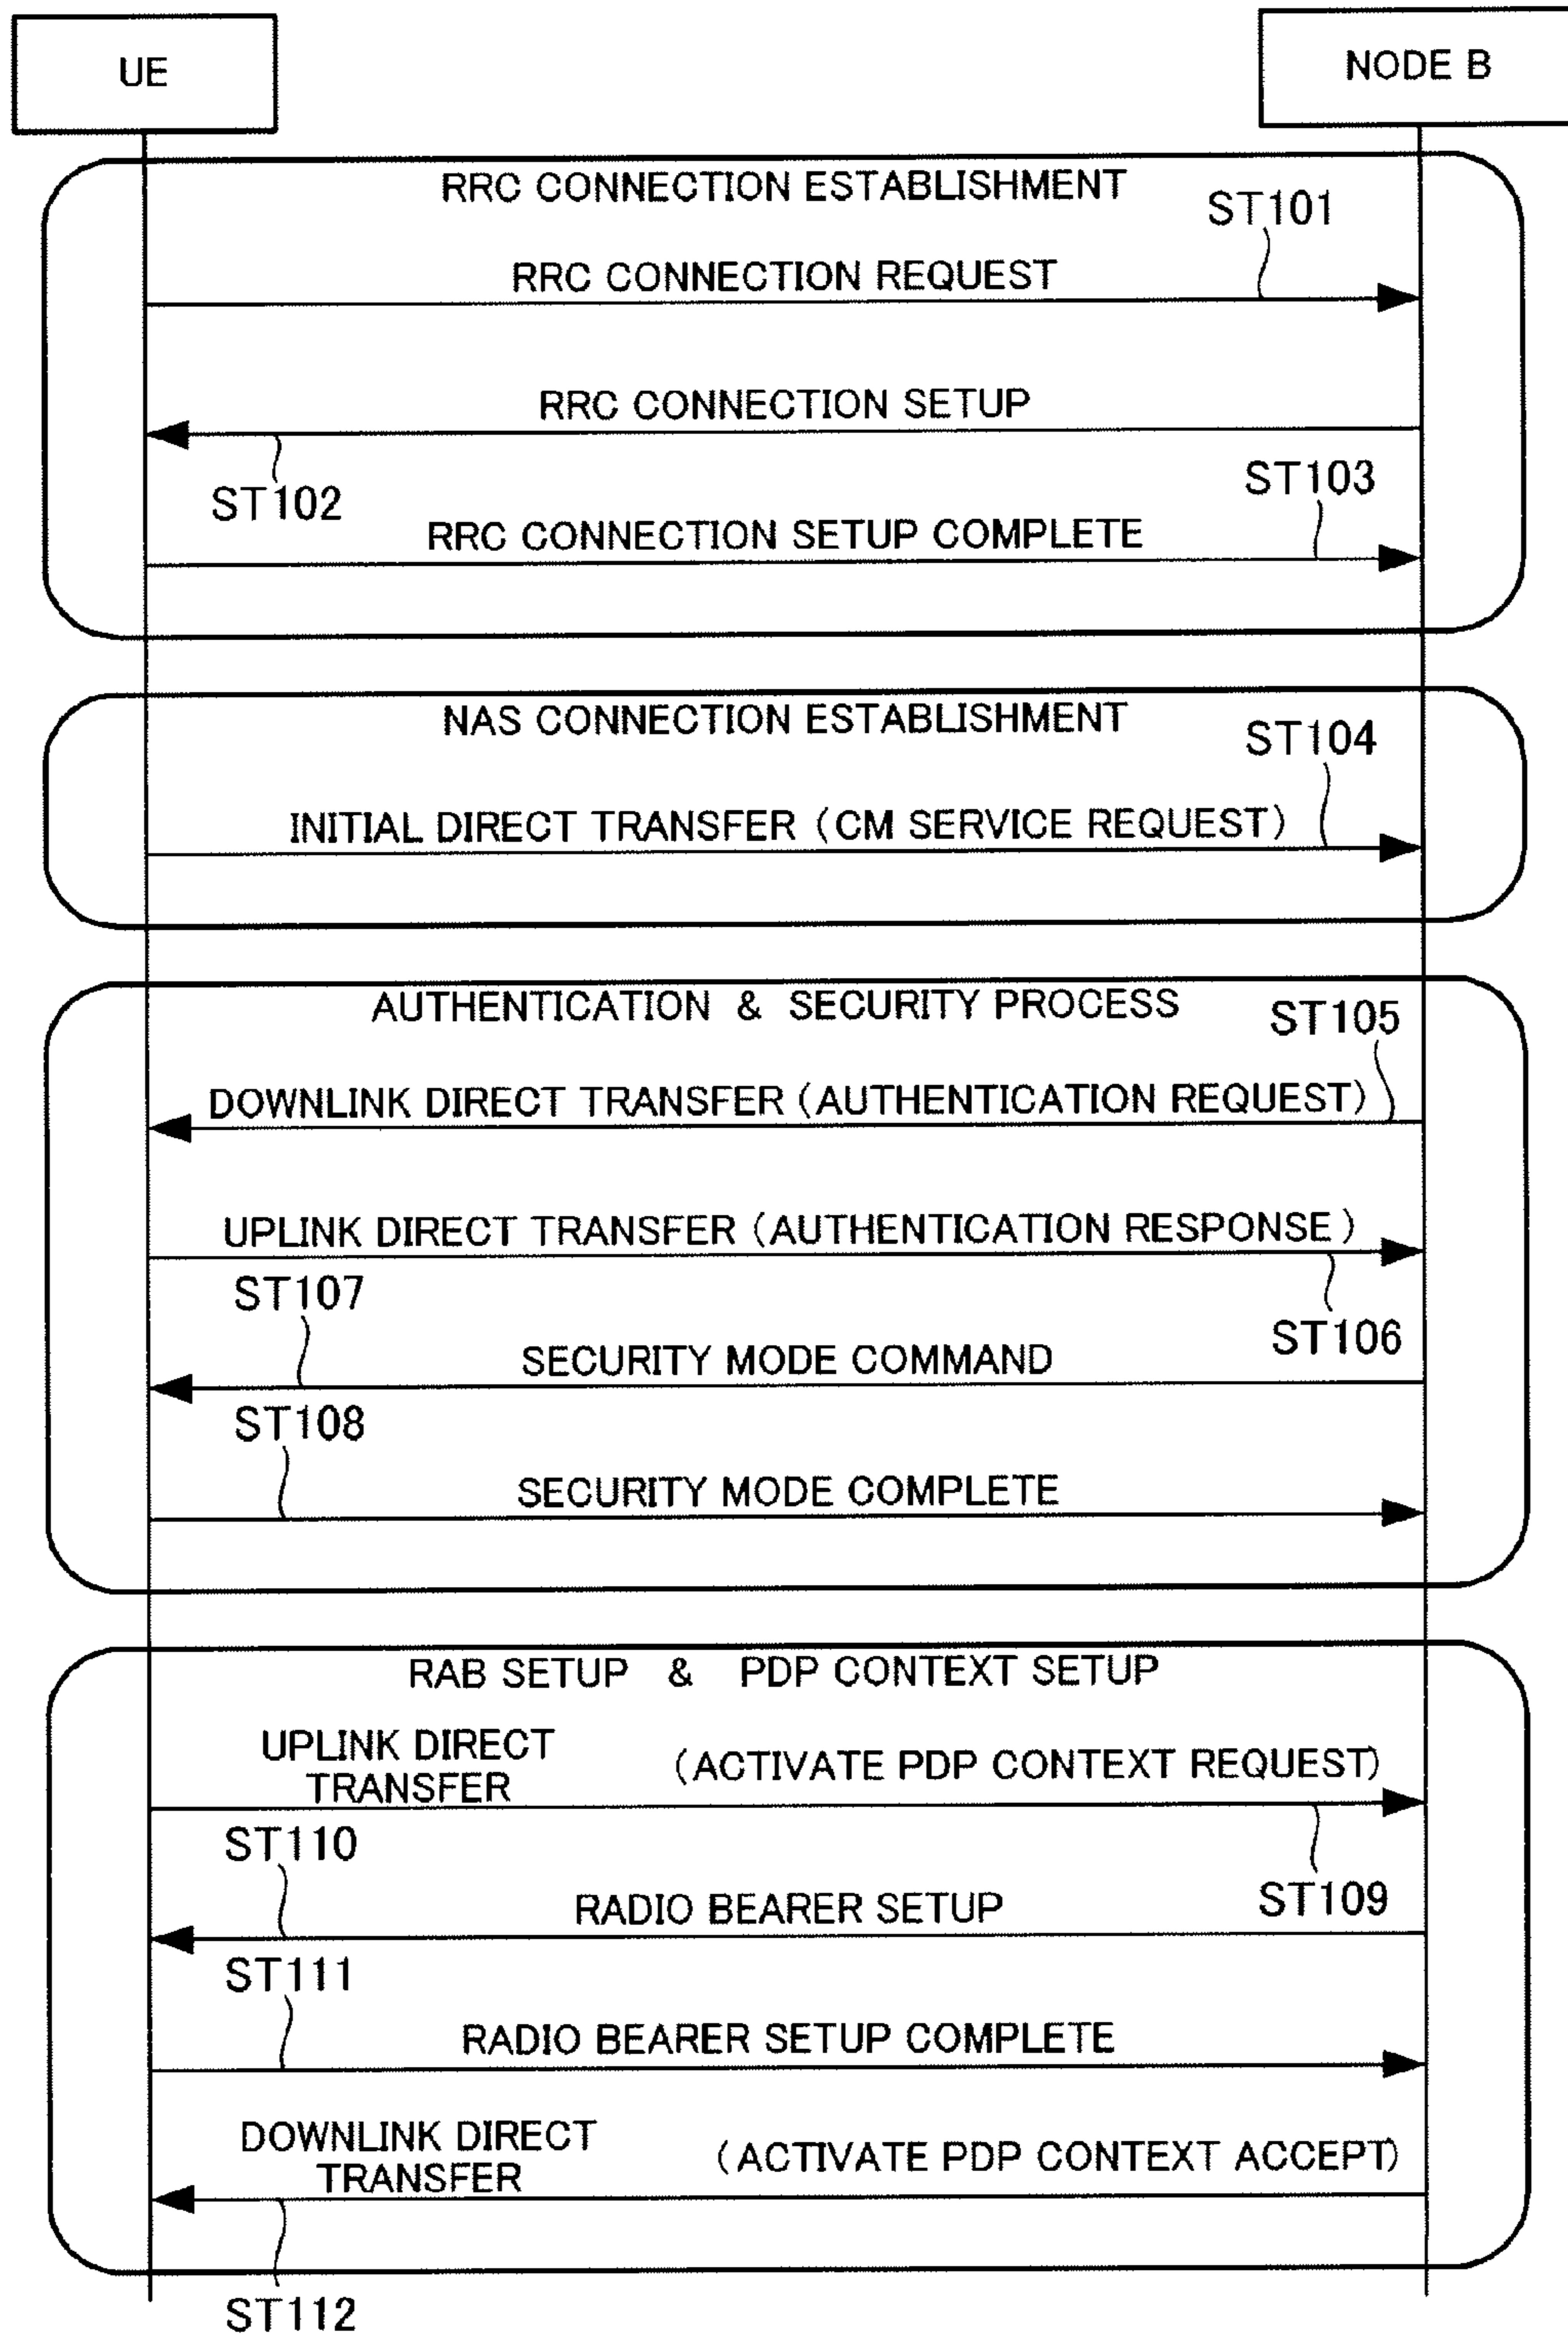 UE
NODE B
RRC CONNECTION ESTABLISHMENT
ST101
RRC CONNECTION REQUEST
RRC CONNECTION SETUP
ST102
ST103
RRC CONNECTION SETUP COMPLETE
NAS CONNECTION ESTABLISHMENT
ST104
INITIAL DIRECT TRANSFER (CM SERVICE REQUEST)
AUTHENTICATION & SECURITY PROCESS
ST105
DOWNLINK DIRECT TRANSFER (AUTHENTICATION REQUEST)
UPLINK DIRECT TRANSFER (AUTHENTICATION RESPONSE)
ST107
ST106
SECURITY MODE COMMAND
ST108
SECURITY MODE COMPLETE
RAB SETUP & PDP CONTEXT SETUP
UPLINK DIRECT
TRANSFER
(ACTIVATE PDP CONTEXT REQUEST)
ST110
ST109
RADIO BEARER SETUP
ST111
RADIO BEARER SETUP COMPLETE
DOWNLINK DIRECT
TRANSFER
(ACTIVATE PDP CONTEXT ACCEPT)
ST112